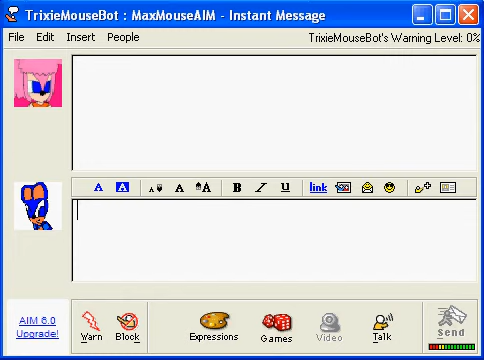 TrixieMouseBot : MaxMouseAIM - Instant Message
File Edit Insert People TrixieMouseBot's Warning Level: 0%
A A A A A B I U link
AIM 6.0
Upgrade!
Warn Block Expressions Games Video Talk Send